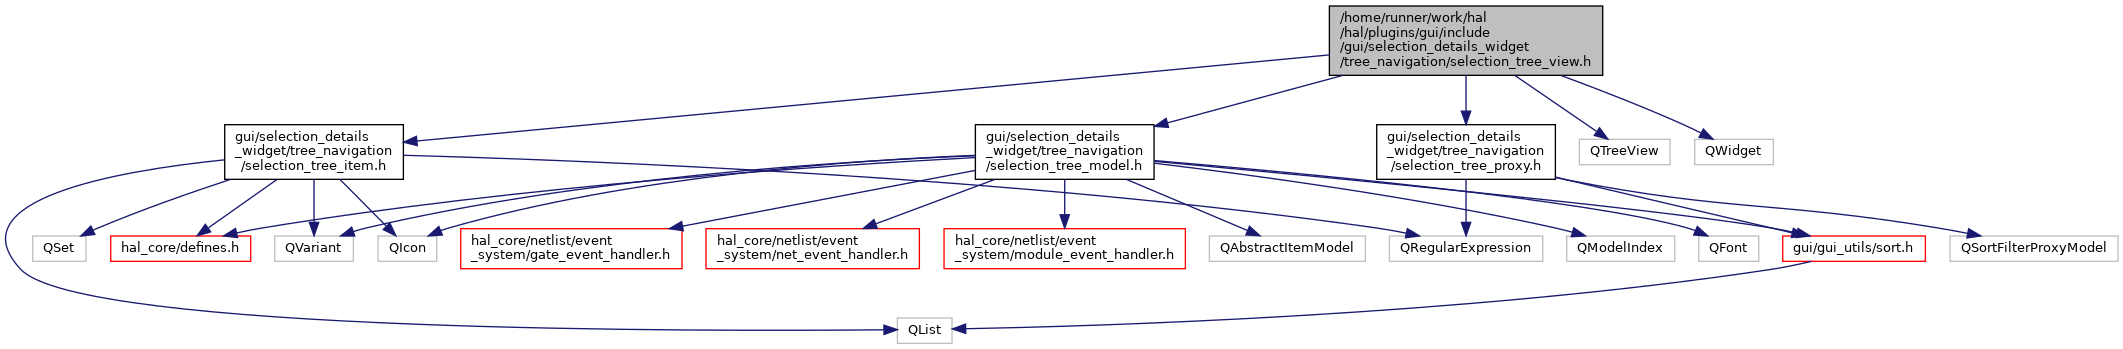 /home/runner/work/hal
/hal/plugins/gui/include
/gui/selection_details_widget
/tree_navigation/selection_tree_view.h
gui/selection_details
_widget/tree_navigation
/selection_tree_item.h
gui/selection_details
_widget/tree_navigation
/selection_tree_model.h
gui/selection_details
_widget/tree_navigation
/selection_tree_proxy.h
QTreeView
QWidget
QSet
hal_core/defines.h
QVariant
QIcon
hal_core/netlist/event
_system/gate_event_handler.h
hal_core/netlist/event
_system/net_event_handler.h
hal_core/netlist/event
_system/module_event_handler.h
QAbstractItemModel
QRegularExpression
QModelIndex
QFont
gui/gui_utils/sort.h
QSortFilterProxyModel
QList